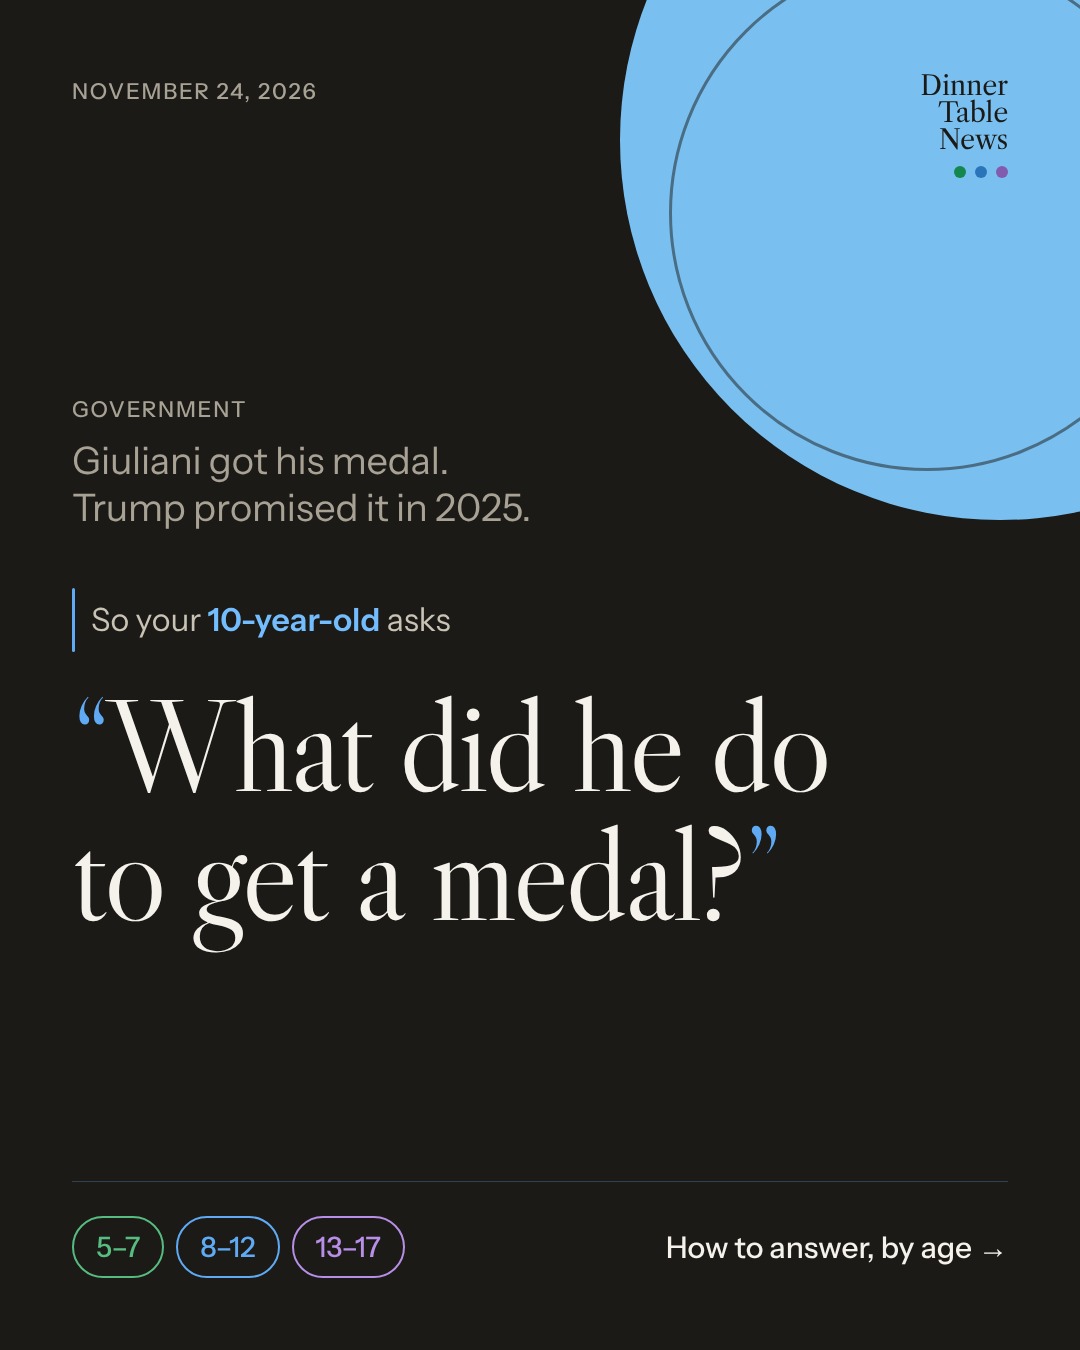 NOVEMBER 24, 2026
Dinner
Table
News
GOVERNMENT
Giuliani got his medal.
Trump promised it in 2025.
So your 10-year-old asks
“What did he do
to get a medal?”
5–7
8–12
13–17
How to answer, by age →